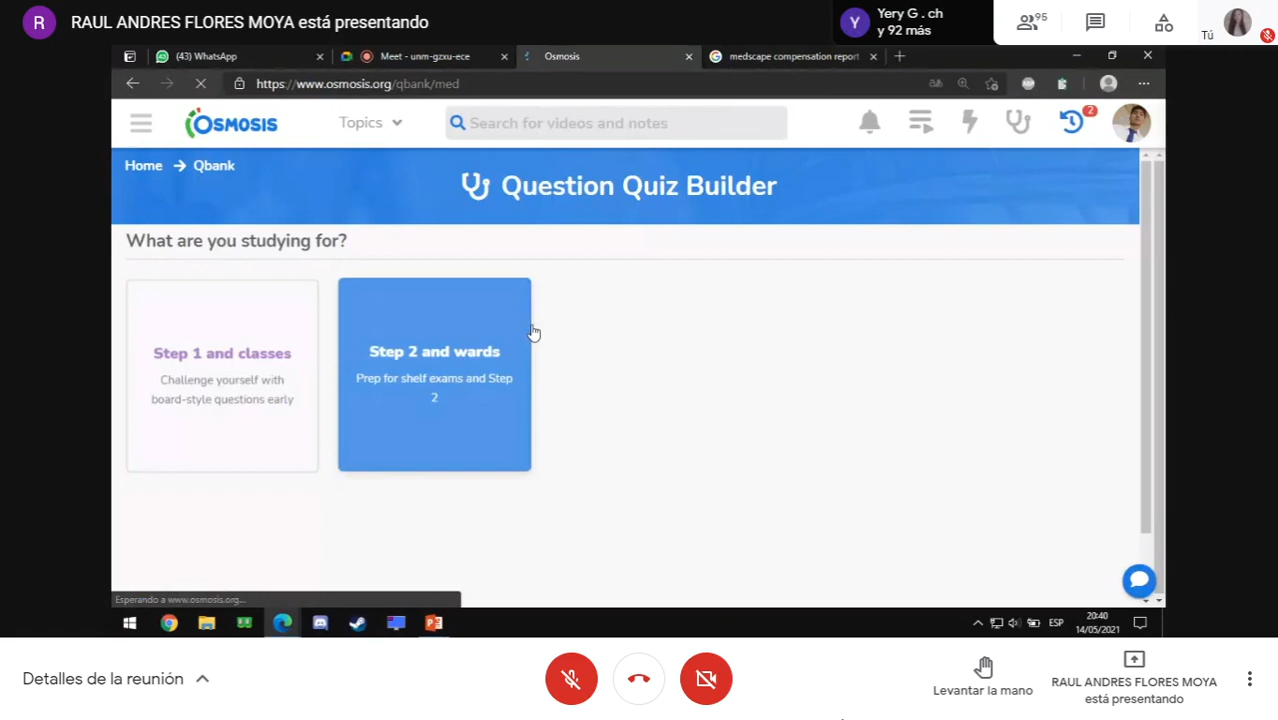 R RAUL ANDRES FLORES MOYA está presentando
Y Yery G . ch
y 92 más
95
Tú
(43) WhatsApp
Meet - unm-gzxu-ece
Osmosis
medscape compensation report
https://www.osmosis.org/qbank/med
OSMOSIS
Topics
Search for videos and notes
2
Home → Qbank
Question Quiz Builder
What are you studying for?
Step 1 and classes
Challenge yourself with
board-style questions early
Step 2 and wards
Prep for shelf exams and Step
2
Esperando a www.osmosis.org...
ESP
20:40
14/05/2021
Detalles de la reunión
Levantar la mano
RAUL ANDRES FLORES MOYA
está presentando